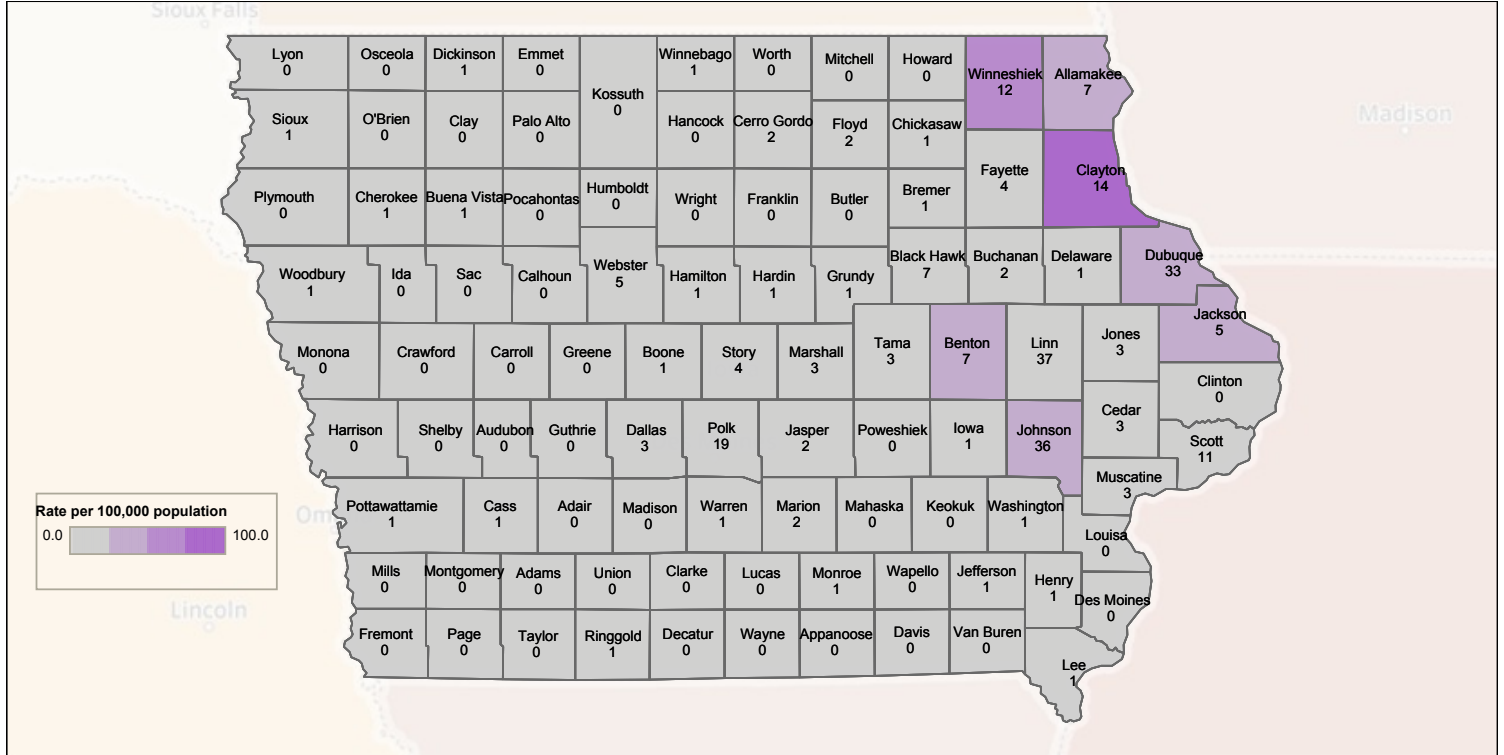 Sioux Falls
Lyon
0
Osceola
0
Dickinson
1
Emmet
0
Kossuth
0
Winnebago
1
Worth
0
Mitchell
0
Howard
0
Winneshiek
12
Allamakee
7
Madison
Sioux
1
O'Brien
0
Clay
0
Palo Alto
0
Hancock
0
Cerro Gordo
2
Floyd
2
Chickasaw
1
Fayette
4
Clayton
14
Plymouth
0
Cherokee
1
Buena Vista
1
Pocahontas
0
Humboldt
0
Wright
0
Franklin
0
Butler
0
Bremer
1
Woodbury
1
Ida
0
Sac
0
Calhoun
0
Webster
5
Hamilton
1
Hardin
1
Grundy
1
Black Hawk
7
Buchanan
2
Delaware
1
Dubuque
33
Jackson
5
Monona
0
Crawford
0
Carroll
0
Greene
0
Boone
1
Story
4
Marshall
3
Tama
3
Benton
7
Linn
37
Jones
3
Clinton
0
Harrison
0
Shelby
0
Audubon
0
Guthrie
0
Dallas
3
Polk
19
Jasper
2
Poweshiek
0
Iowa
1
Johnson
36
Cedar
3
Scott
11
Muscatine
3
Pottawattamie
1
Cass
1
Adair
0
Madison
0
Warren
1
Marion
2
Mahaska
0
Keokuk
0
Washington
1
Louisa
0
Mills
0
Montgomery
0
Adams
0
Union
0
Clarke
0
Lucas
0
Monroe
1
Wapello
0
Jefferson
1
Henry
1
Des Moines
0
Fremont
0
Page
0
Taylor
0
Ringgold
1
Decatur
0
Wayne
0
Appanoose
0
Davis
0
Van Buren
0
Lee
1
Rate per 100,000 population
0.0
100.0
Om
Lincoln